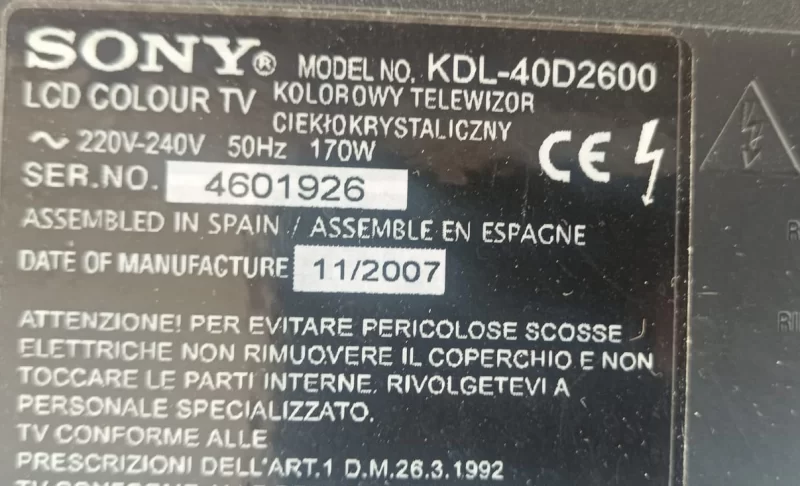 SONY® MODEL NO. KDL-40D2600
LCD COLOUR TV KOLOROWY TELEWIZOR
CIEKŁOKRYSTALICZNY
~ 220V-240V 50Hz 170W
CE
SER.NO. 4601926
ASSEMBLED IN SPAIN / ASSEMBLE EN ESPAGNE
DATE OF MANUFACTURE 11/2007
ATTENZIONE! PER EVITARE PERICOLOSE SCOSSE
ELETTRICHE NON RIMUOVERE IL COPERCHIO E NON
TOCCARE LE PARTI INTERNE. RIVOLGETEVI A
PERSONALE SPECIALIZZATO.
TV CONFORME ALLE
PRESCRIZIONI DELL'ART.1 D.M.26.3.1992